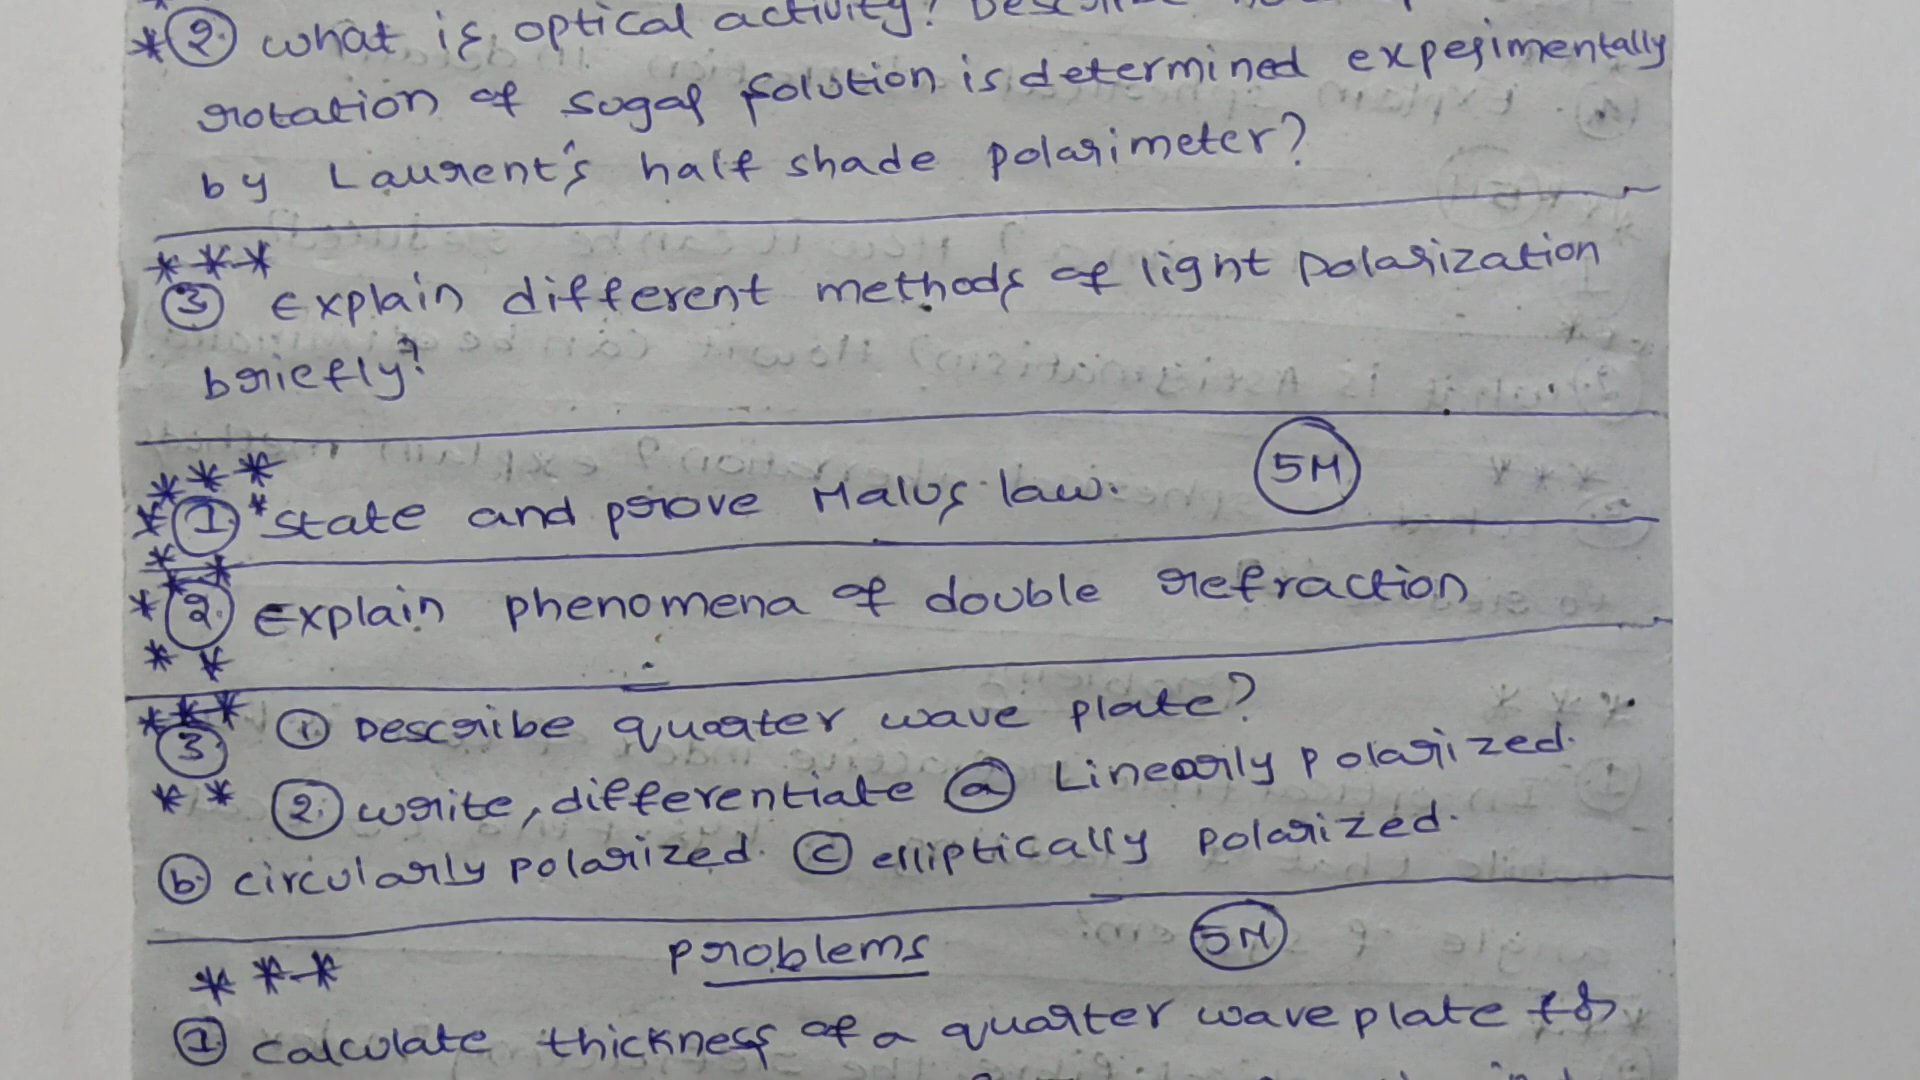 *② what is optical activity? Describe
rotation of sugar solution is determined experimentally
by Laurent's half shade polarimeter?
***
③ Explain different methods of light polarization
briefly?
*** 5M
*① *State and prove Malus law.
*
**
*② Explain phenomena of double refraction
* *
***
③ ① Describe quarter wave plate?
** ② write, differentiate ⓐ Linearly polarized.
ⓑ circularly polarized. ⓒ elliptically polarized.
problems 5M
***
① calculate thickness of a quarter wave plate for